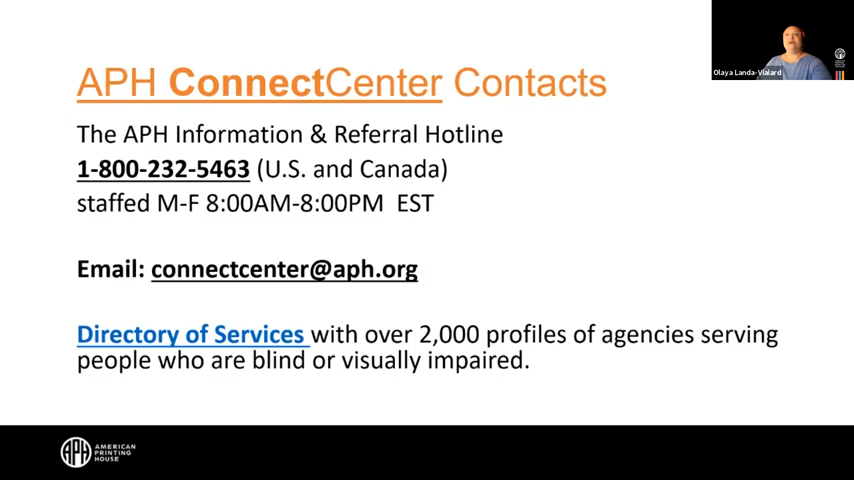 Olaya Landa-Vialard
APH ConnectCenter Contacts
The APH Information & Referral Hotline
1-800-232-5463 (U.S. and Canada)
staffed M-F 8:00AM-8:00PM EST
Email: connectcenter@aph.org
Directory of Services with over 2,000 profiles of agencies serving
people who are blind or visually impaired.
APH
AMERICAN
PRINTING
HOUSE